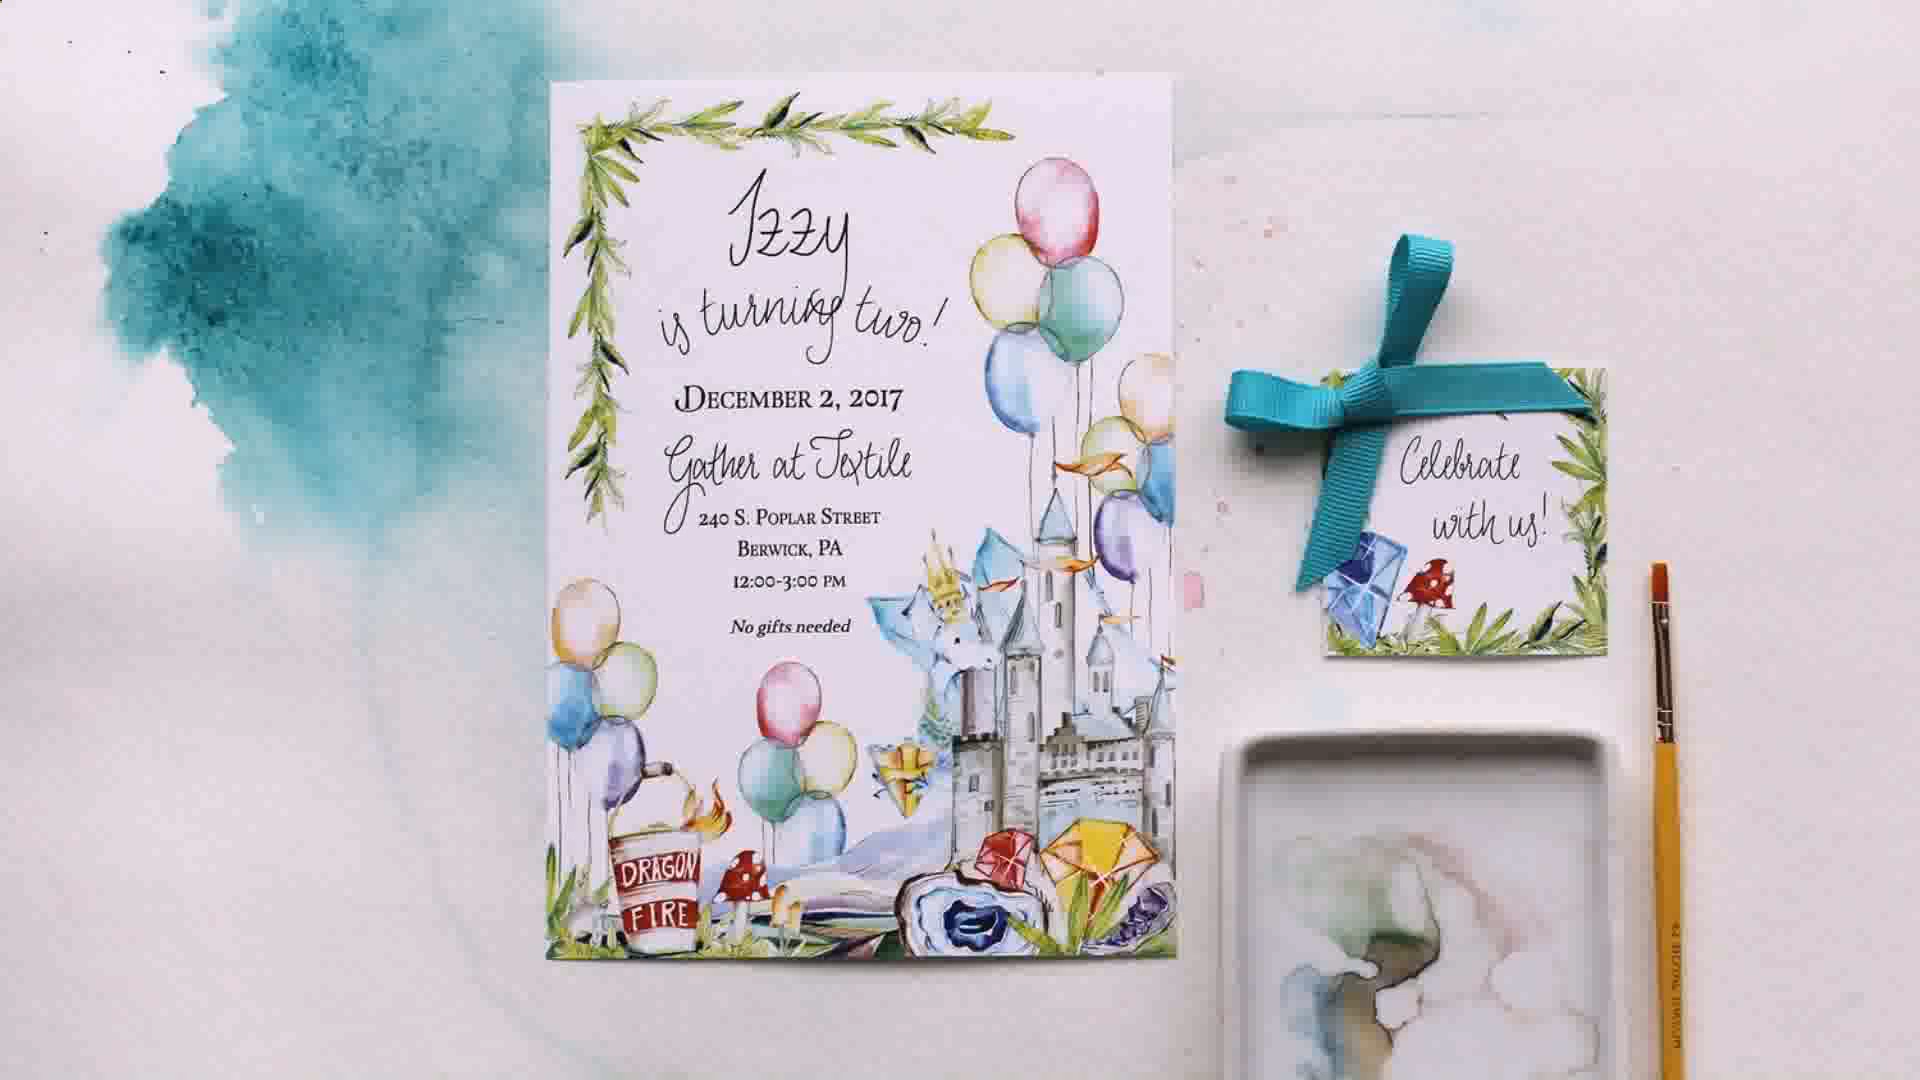 Izzy
is turning two!
December 2, 2017
Gather at Textile
240 S. Poplar Street
Berwick, PA
12:00-3:00 PM
No gifts needed
DRAGON
FIRE
Celebrate
with us!